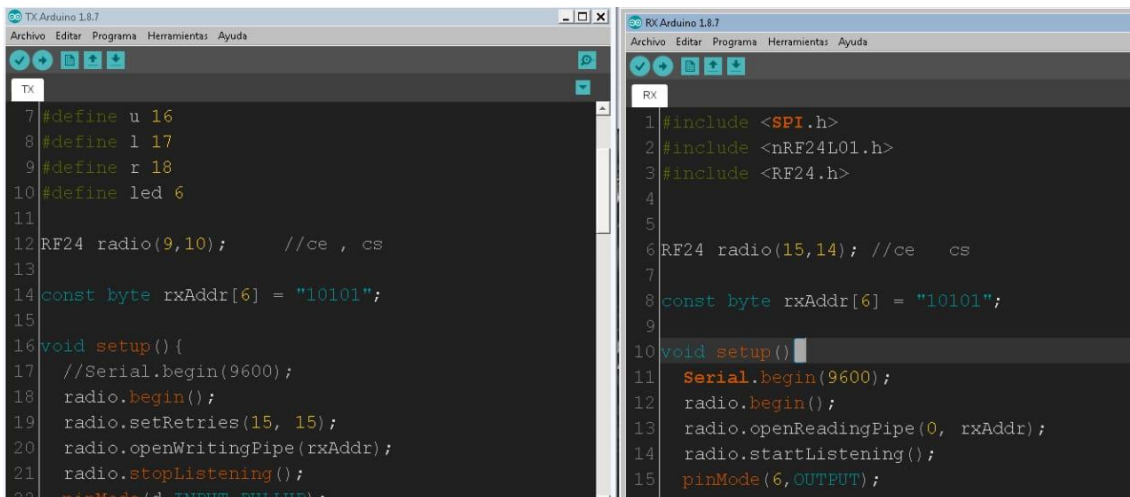 TX Arduino 1.8.7
Archivo Editar Programa Herramientas Ayuda
TX
7 #define u 16
8 #define l 17
9 #define r 18
10 #define led 6
11
12 RF24 radio(9,10); //ce , cs
13
14 const byte rxAddr[6] = "10101";
15
16 void setup(){
17 //Serial.begin(9600);
18 radio.begin();
19 radio.setRetries(15, 15);
20 radio.openWritingPipe(rxAddr);
21 radio.stopListening();
22 pinMode(d,INPUT_PULLUP);
RX Arduino 1.8.7
Archivo Editar Programa Herramientas Ayuda
RX
1 #include <SPI.h>
2 #include <nRF24L01.h>
3 #include <RF24.h>
4
5
6 RF24 radio(15,14); //ce cs
7
8 const byte rxAddr[6] = "10101";
9
10 void setup()
11 Serial.begin(9600);
12 radio.begin();
13 radio.openReadingPipe(0, rxAddr);
14 radio.startListening();
15 pinMode(6,OUTPUT);